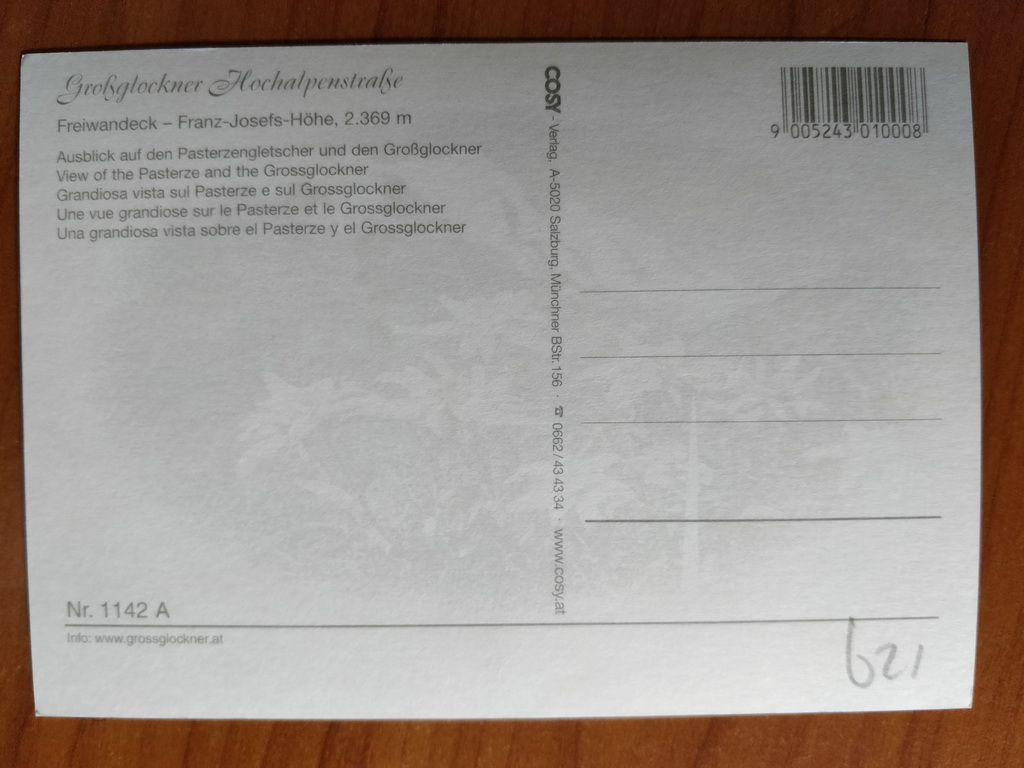 Großglockner Hochalpenstraße
Freiwandeck – Franz-Josefs-Höhe, 2.369 m
Ausblick auf den Pasterzengletscher und den Großglockner
View of the Pasterze and the Grossglockner
Grandiosa vista sul Pasterze e sul Grossglockner
Une vue grandiose sur le Pasterze et le Grossglockner
Una grandiosa vista sobre el Pasterze y el Grossglockner
Nr. 1142 A
Info: www.grossglockner.at
COSY - Verlag, A-5020 Salzburg, Münchner BStr. 156 · ☎ 0662 / 43 43 34 · www.cosy.at
9 005243 010008
621